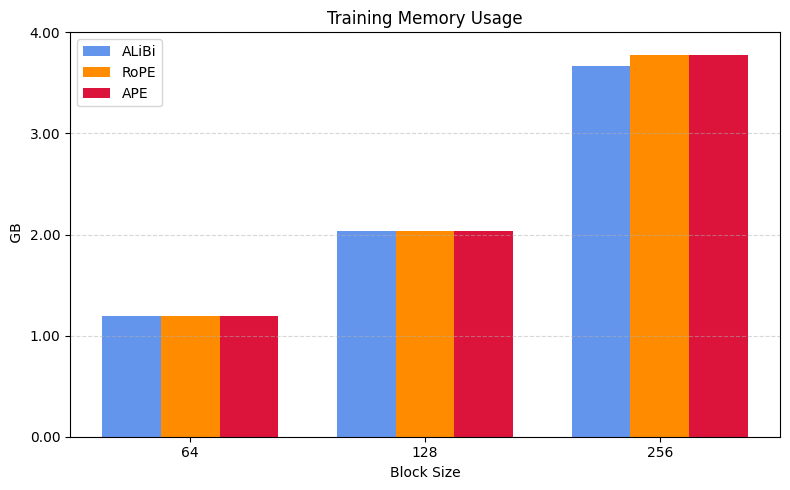 Training Memory Usage
4.00
3.00
2.00
1.00
0.00
GB
ALiBi
RoPE
APE
64
128
256
Block Size